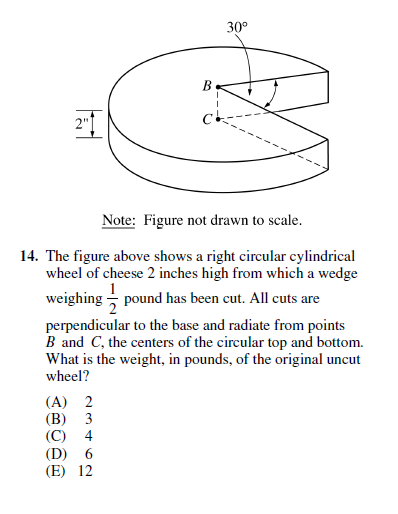 30°
B
C
2"
Note: Figure not drawn to scale.
14. The figure above shows a right circular cylindrical
wheel of cheese 2 inches high from which a wedge
weighing 1/2 pound has been cut. All cuts are
perpendicular to the base and radiate from points
B and C, the centers of the circular top and bottom.
What is the weight, in pounds, of the original uncut
wheel?
(A) 2
(B) 3
(C) 4
(D) 6
(E) 12